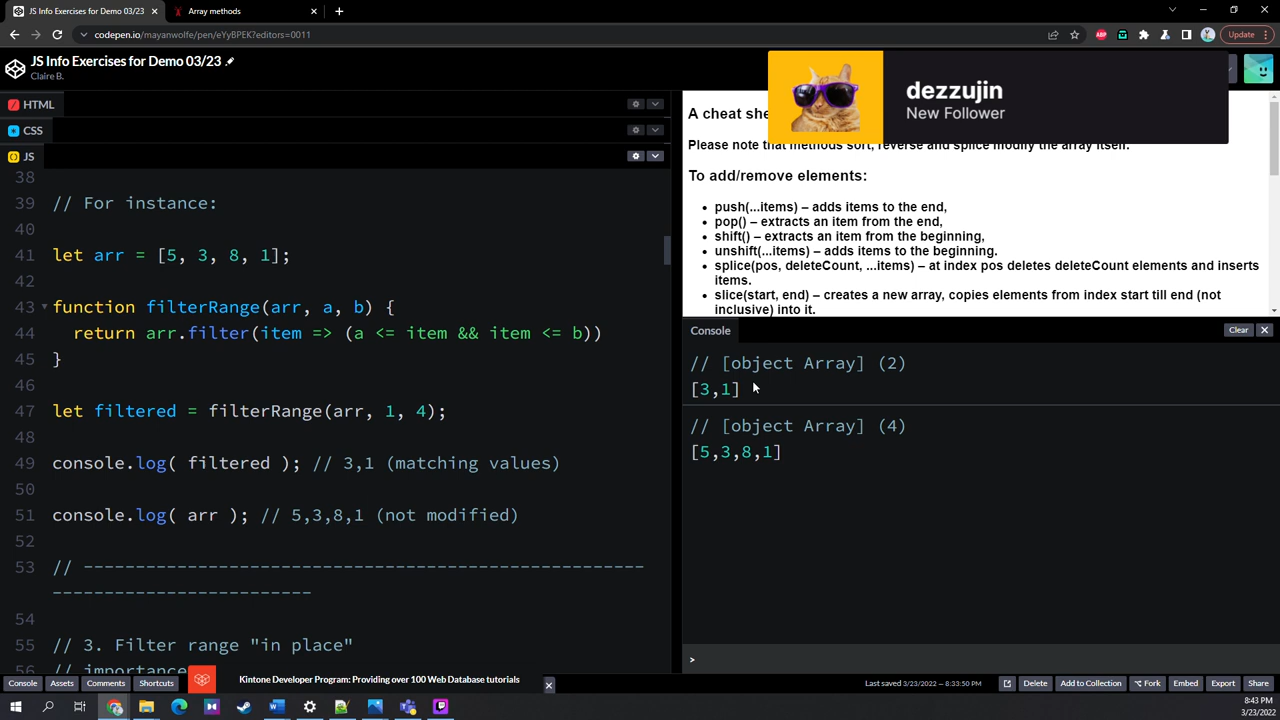 JS Info Exercises for Demo 03/23
Array methods
codepen.io/mayanwolfe/pen/eYyBPEK?editors=0011
ABP
Update
JS Info Exercises for Demo 03/23
Claire B.
dezzujin
New Follower
HTML
CSS
JS
38
39 // For instance:
40
41 let arr = [5, 3, 8, 1];
42
43 function filterRange(arr, a, b) {
44 return arr.filter(item => (a <= item && item <= b))
45 }
46
47 let filtered = filterRange(arr, 1, 4);
48
49 console.log( filtered ); // 3,1 (matching values)
50
51 console.log( arr ); // 5,3,8,1 (not modified)
52
53 // ------------------------------------------------------
-------------------------
54
55 // 3. Filter range "in place"
56 // importance
A cheat she
Please note that methods sort, reverse and splice modify the array itself.
To add/remove elements:
• push(...items) – adds items to the end,
• pop() – extracts an item from the end,
• shift() – extracts an item from the beginning,
• unshift(...items) – adds items to the beginning.
• splice(pos, deleteCount, ...items) – at index pos deletes deleteCount elements and inserts
items.
• slice(start, end) – creates a new array, copies elements from index start till end (not
inclusive) into it.
Console
Clear
// [object Array] (2)
[3,1]
// [object Array] (4)
[5,3,8,1]
>
Kintone Developer Program: Providing over 100 Web Database tutorials
Console
Assets
Comments
Shortcuts
Last saved 3/23/2022 — 8:33:50 PM
Delete
Add to Collection
Fork
Embed
Export
Share
8:43 PM
3/23/2022